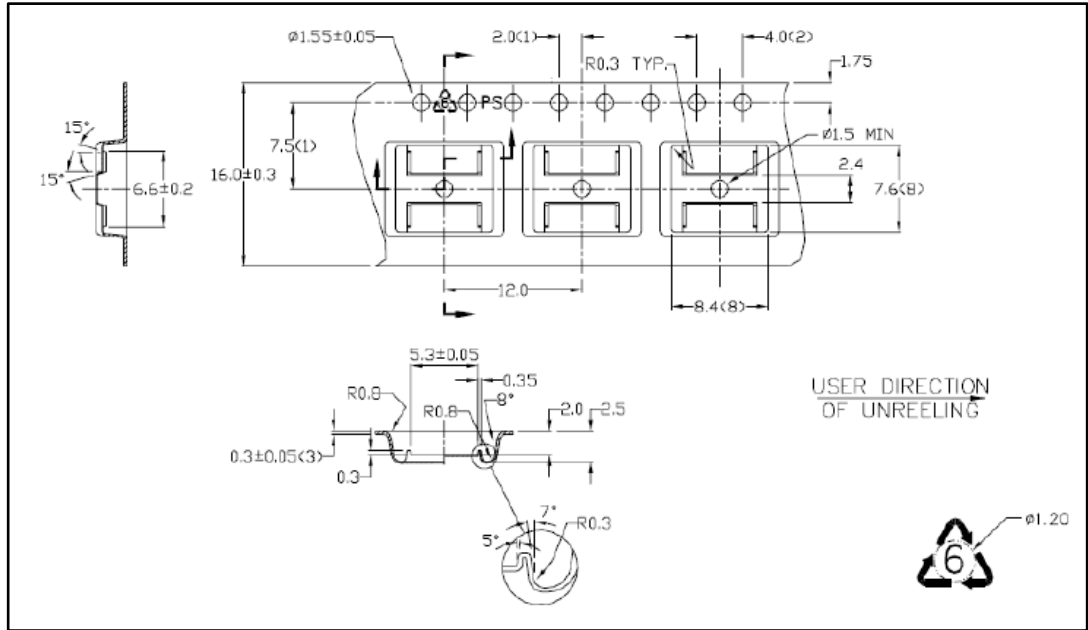 ø1.55±0.05
2.0(1)
4.0(2)
R0.3 TYP.
1.75
6
PS
15°
15°
6.6±0.2
16.0±0.3
7.5(1)
ø1.5 MIN
2.4
7.6(8)
12.0
8.4(8)
5.3±0.05
0.35
R0.8
R0.8
8°
2.0
2.5
0.3±0.05(3)
0.3
USER DIRECTION
OF UNREELING
7°
5°
R0.3
ø1.20
6